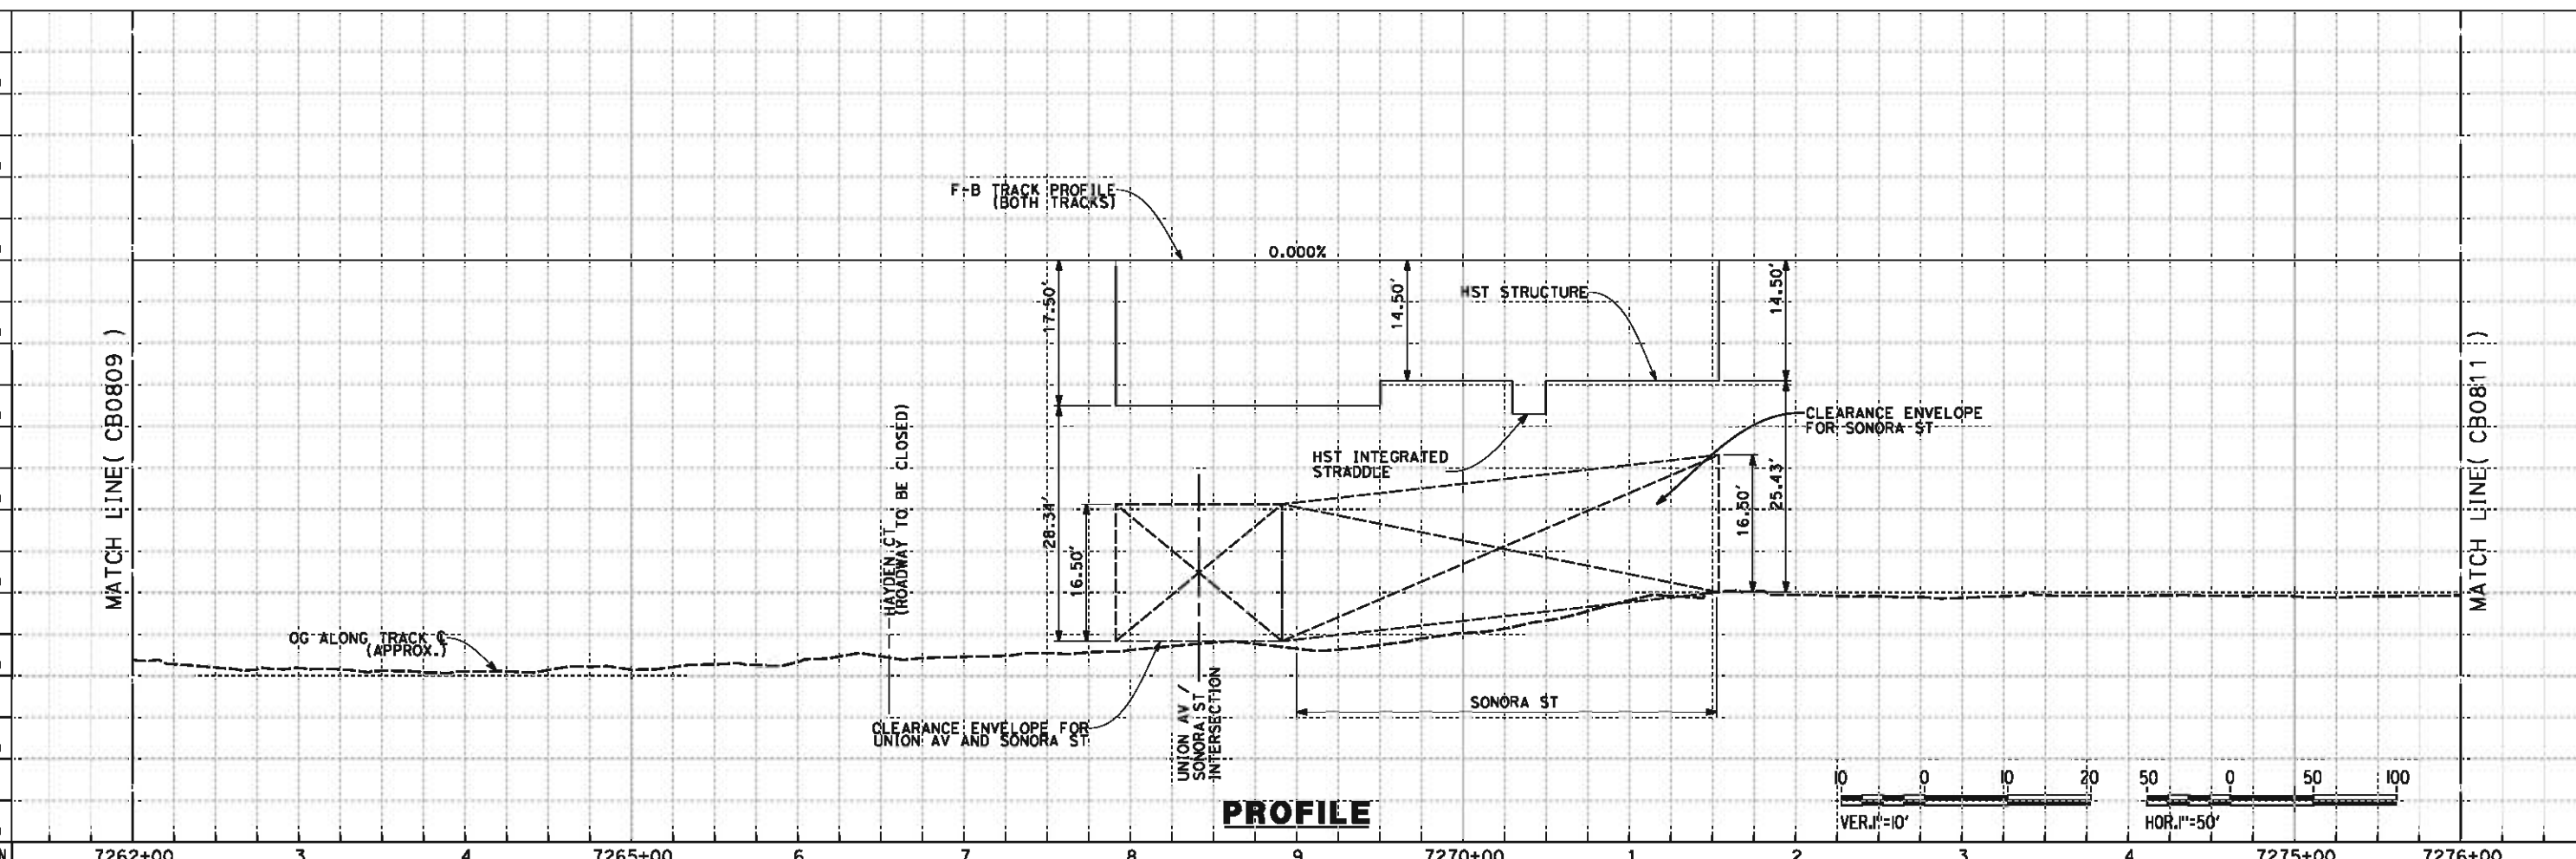 F-B TRACK PROFILE
(BOTH TRACKS)
0.000%
17.50'
14.50'
HST STRUCTURE
14.50'
MATCH LINE( CB0809 )
HAYDEN CT
(ROADWAY TO BE CLOSED)
28.34'
16.50'
HST INTEGRATED
STRADDLE
CLEARANCE ENVELOPE
FOR SONORA ST
16.50'
25.43'
MATCH LINE( CB0811 )
OG ALONG TRACK ℄
(APPROX.)
CLEARANCE ENVELOPE FOR
UNION AV AND SONORA ST
UNION AV /
SONORA ST
INTERSECTION
SONORA ST
PROFILE
10 0 10 20
VER.1"=10'
50 0 50 100
HOR.1"=50'
7262+00 3 4 7265+00 6 7 8 9 7270+00 1 2 3 4 7275+00 7276+00